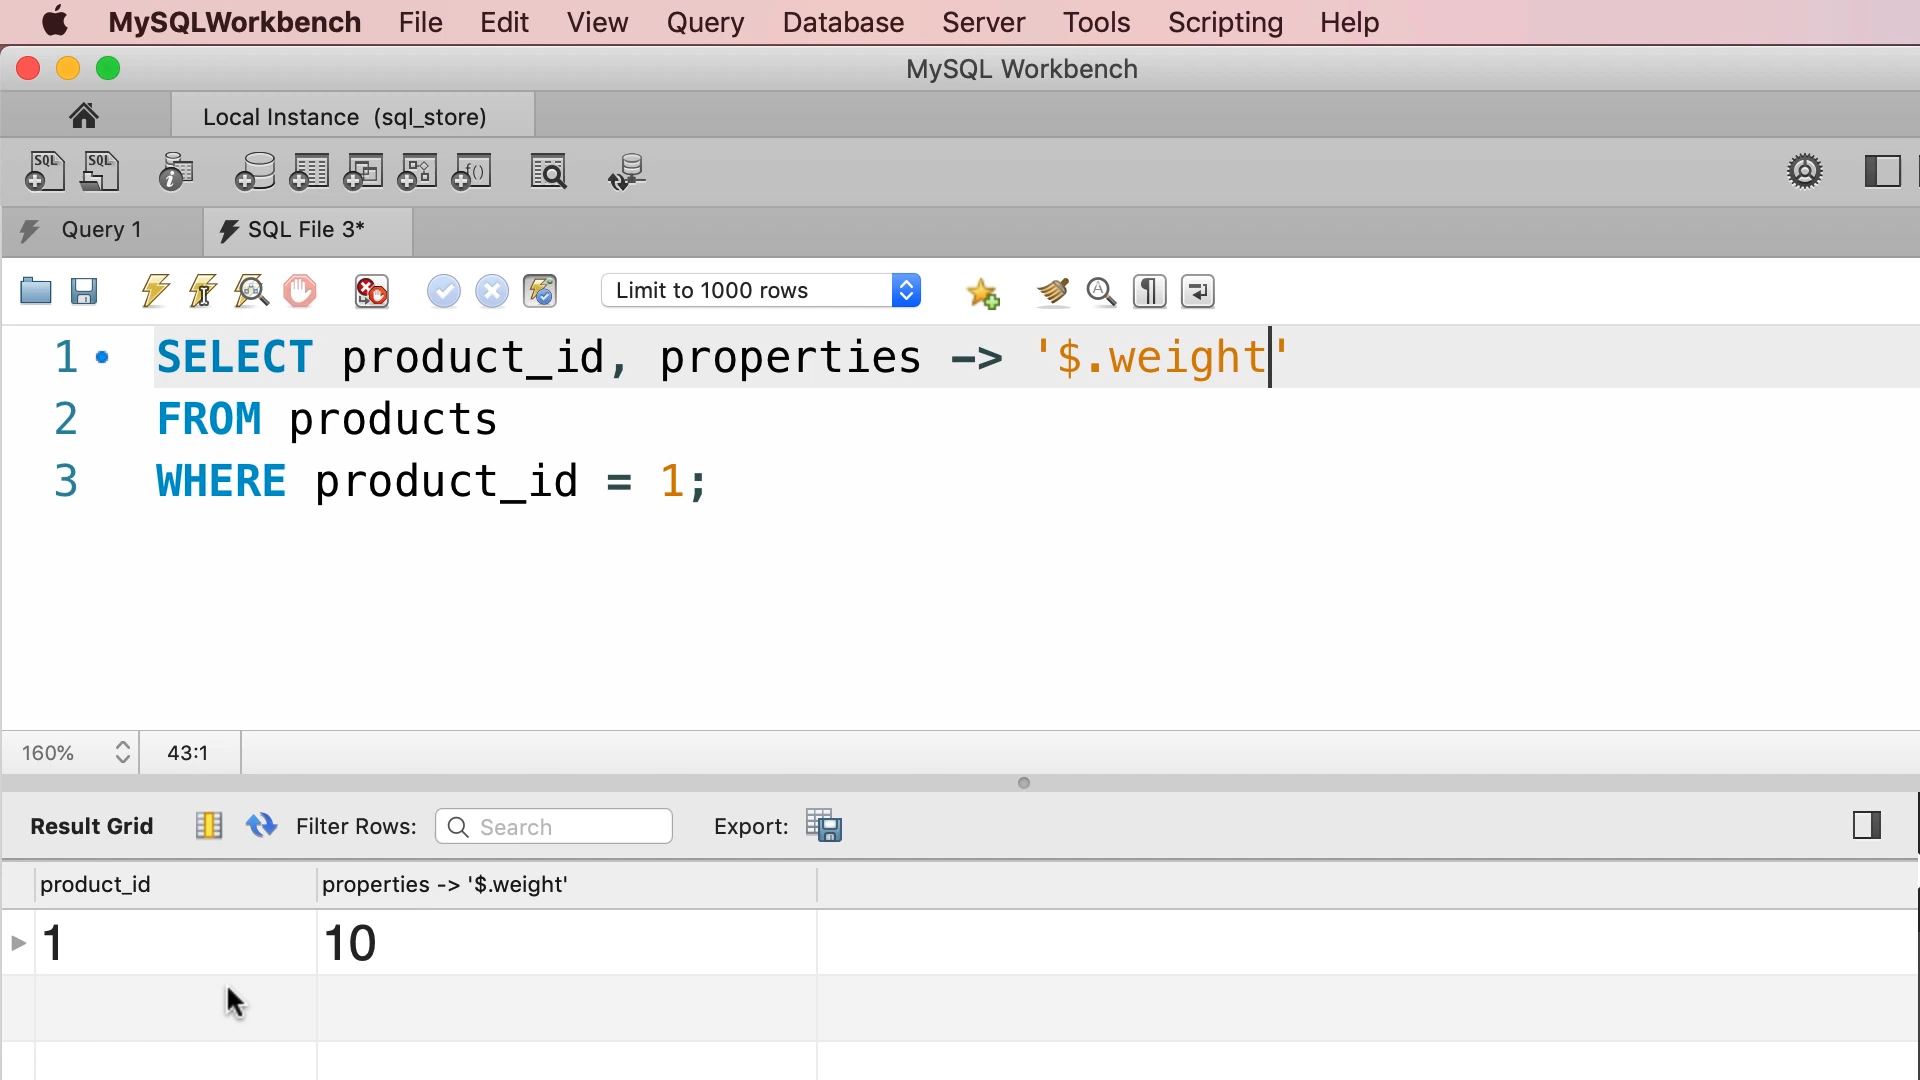 MySQLWorkbench File Edit View Query Database Server Tools Scripting Help
MySQL Workbench
Local Instance (sql_store)
SQL SQL f()
Query 1 SQL File 3*
Limit to 1000 rows
1 SELECT product_id, properties -> '$.weight'
2 FROM products
3 WHERE product_id = 1;
160% 43:1
Result Grid Filter Rows: Search Export:
product_id properties -> '$.weight'
1 10